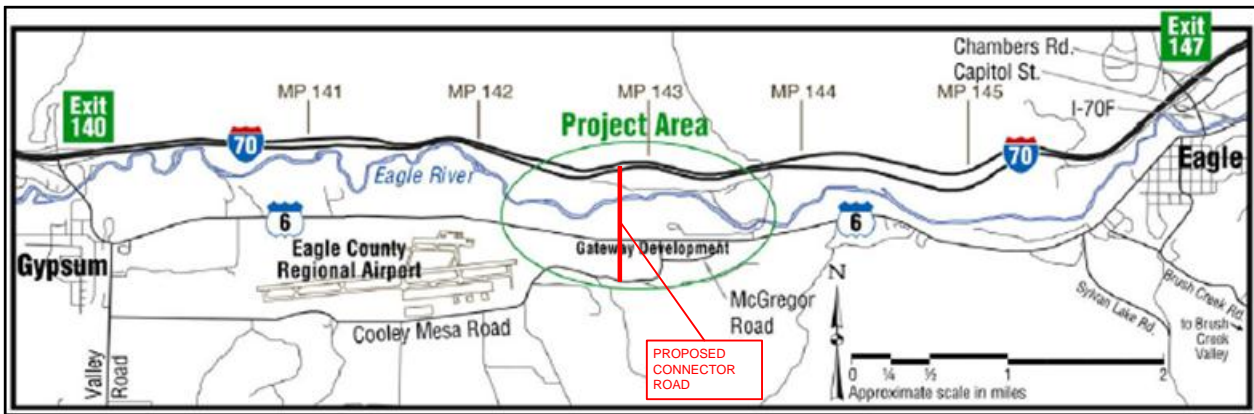 Exit
147
Chambers Rd.
Capitol St.
I-70F
MP 141
MP 142
MP 143
MP 144
MP 145
Exit
140
70
Project Area
70
Eagle
Eagle River
6
6
Gypsum
Eagle County
Regional Airport
Gateway Development
N
McGregor
Road
Cooley Mesa Road
Valley
Road
Sylvan Lake Rd.
Brush Creek Rd.
to Brush
Creek
Valley
PROPOSED
CONNECTOR
ROAD
0 ¼ ½ 1 2
Approximate scale in miles